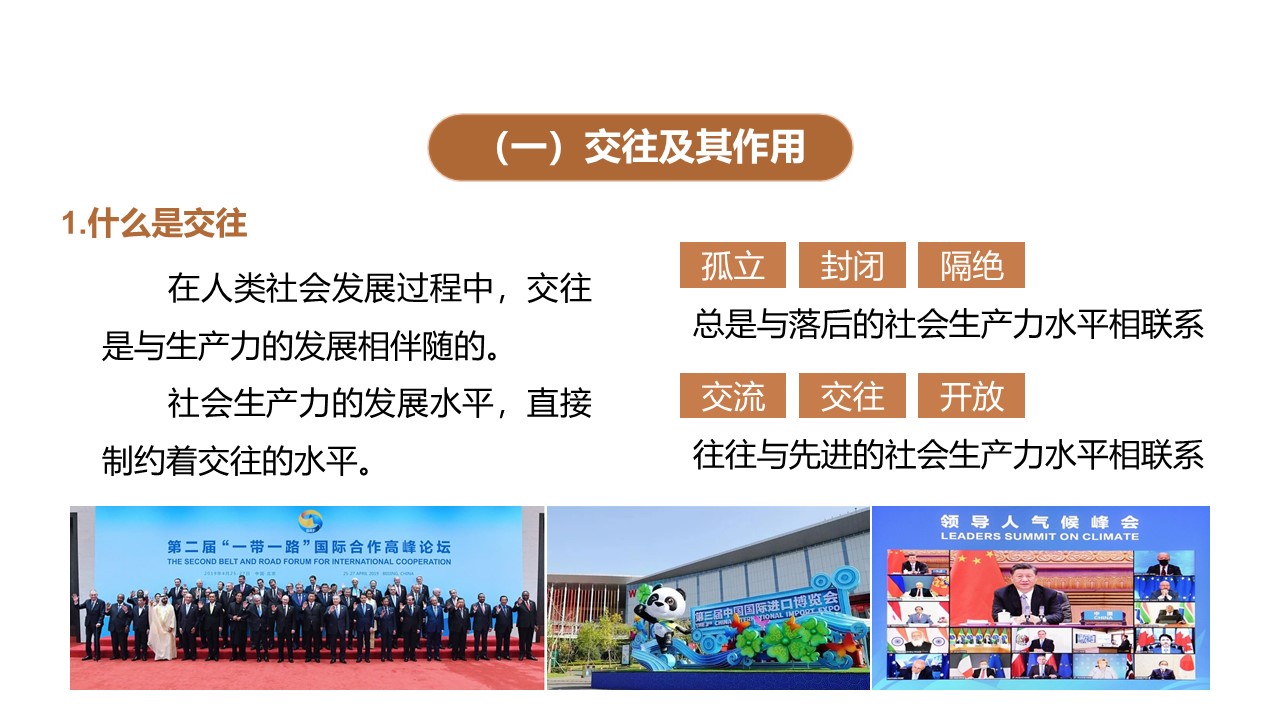 （一）交往及其作用
1.什么是交往
在人类社会发展过程中，交往
是与生产力的发展相伴随的。
社会生产力的发展水平，直接
制约着交往的水平。
孤立 封闭 隔绝
总是与落后的社会生产力水平相联系
交流 交往 开放
往往与先进的社会生产力水平相联系
第二届“一带一路”国际合作高峰论坛
THE SECOND BELT AND ROAD FORUM FOR INTERNATIONAL COOPERATION
第三届中国国际进口博览会
INTERNATIONAL IMPORT EXPO
领导人气候峰会
LEADERS SUMMIT ON CLIMATE
中国
CHINA